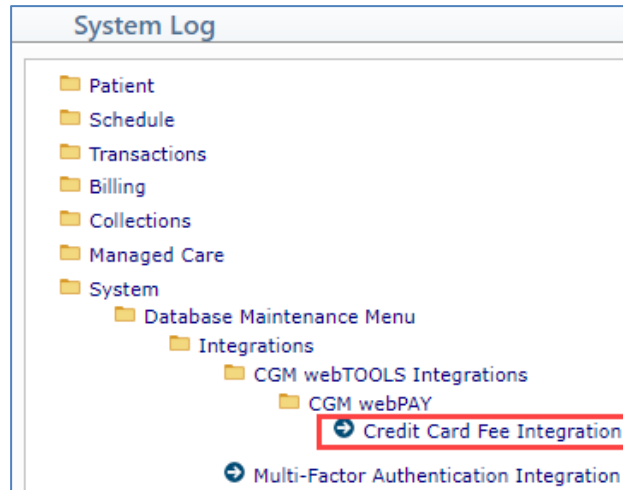 System Log
Patient
Schedule
Transactions
Billing
Collections
Managed Care
System
Database Maintenance Menu
Integrations
CGM webTOOLS Integrations
CGM webPAY
Credit Card Fee Integration
Multi-Factor Authentication Integration